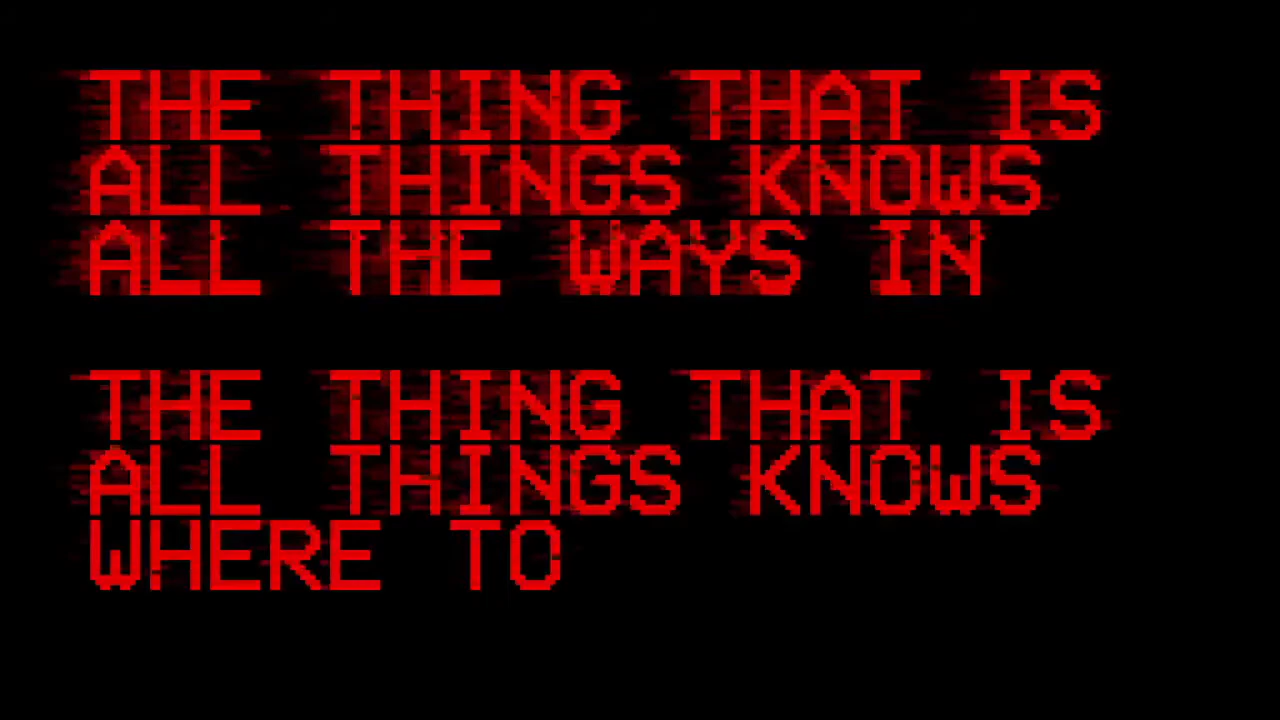 THE THING THAT IS
ALL THINGS KNOWS
ALL THE WAYS IN
THE THING THAT IS
ALL THINGS KNOWS
WHERE TO